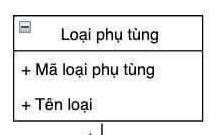 Loại phụ tùng
+ Mã loại phụ tùng
+ Tên loại